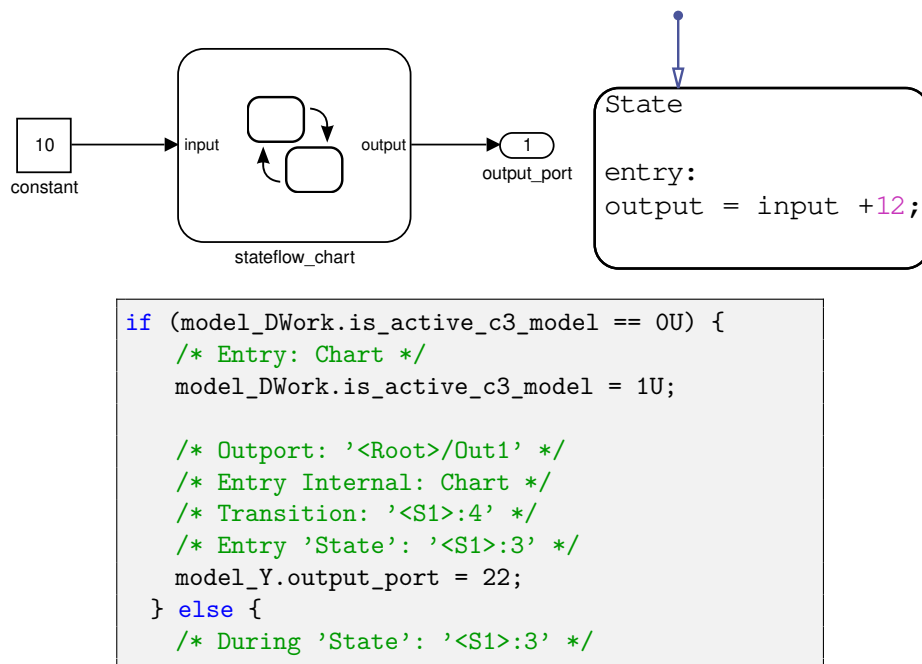 10
constant
input
output
stateflow_chart
1
output_port
State
entry:
output = input +12;
if (model_DWork.is_active_c3_model == 0U) {
/* Entry: Chart */
model_DWork.is_active_c3_model = 1U;
/* Outport: '<Root>/Out1' */
/* Entry Internal: Chart */
/* Transition: '<S1>:4' */
/* Entry 'State': '<S1>:3' */
model_Y.output_port = 22;
} else {
/* During 'State': '<S1>:3' */